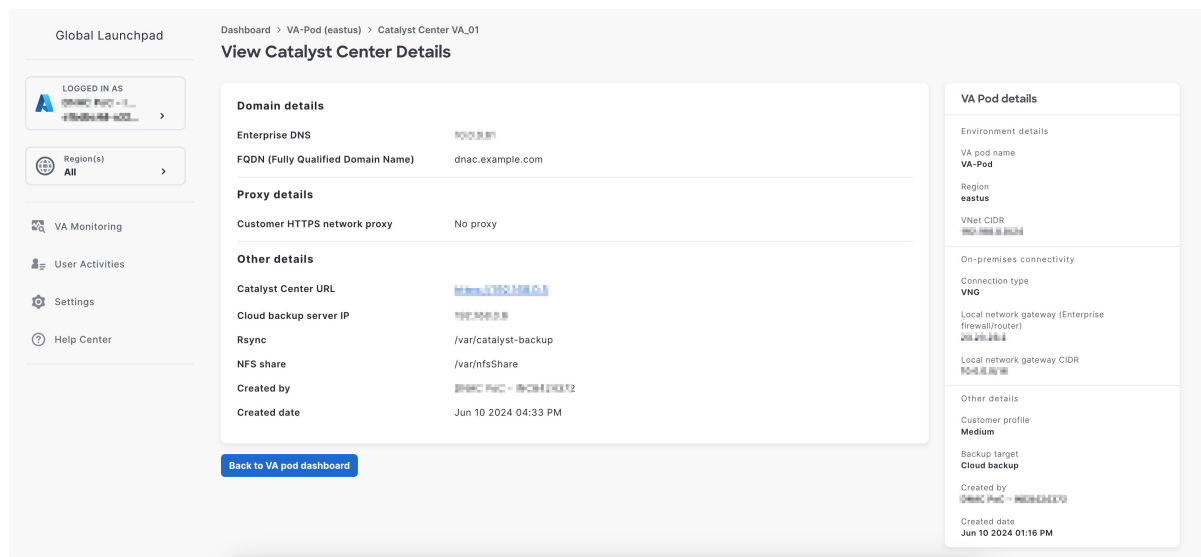 Global Launchpad
LOGGED IN AS
Region(s)
All
VA Monitoring
User Activities
Settings
Help Center
Dashboard > VA-Pod (eastus) > Catalyst Center VA_01
View Catalyst Center Details
Domain details
Enterprise DNS
FQDN (Fully Qualified Domain Name) dnac.example.com
Proxy details
Customer HTTPS network proxy No proxy
Other details
Catalyst Center URL
Cloud backup server IP
Rsync /var/catalyst-backup
NFS share /var/nfsShare
Created by
Created date Jun 10 2024 04:33 PM
Back to VA pod dashboard
VA Pod details
Environment details
VA pod name
VA-Pod
Region
eastus
VNet CIDR
On-premises connectivity
Connection type
VNG
Local network gateway (Enterprise
firewall/router)
Local network gateway CIDR
Other details
Customer profile
Medium
Backup target
Cloud backup
Created by
Created date
Jun 10 2024 01:16 PM